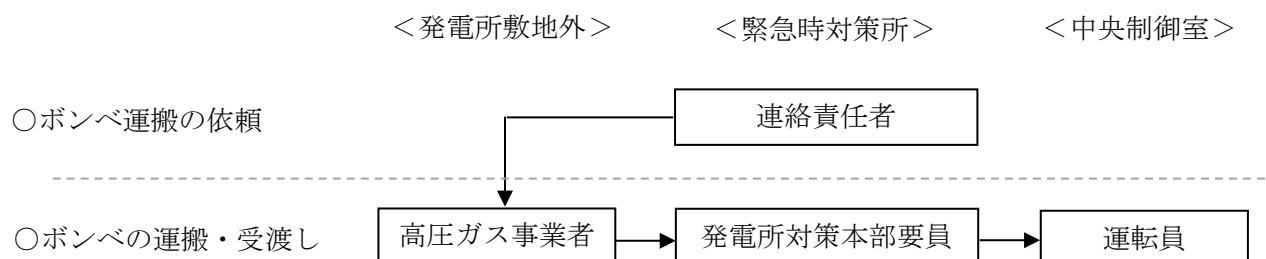 ＜発電所敷地外＞ ＜緊急時対策所＞ ＜中央制御室＞
○ボンベ運搬の依頼 連絡責任者
○ボンベの運搬・受渡し 高圧ガス事業者 発電所対策本部要員 運転員